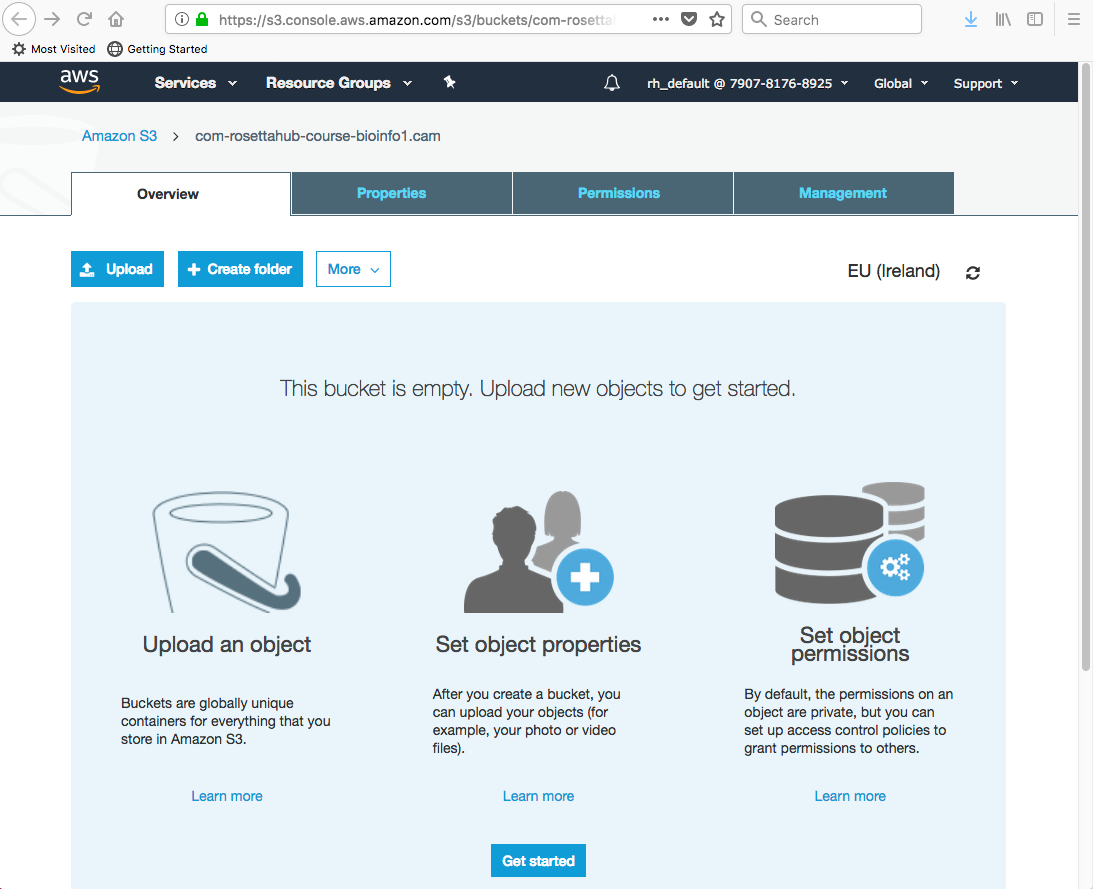 https://s3.console.aws.amazon.com/s3/buckets/com-rosetta
Search
Most Visited Getting Started
aws Services Resource Groups rh_default @ 7907-8176-8925 Global Support
Amazon S3 > com-rosettahub-course-bioinfo1.cam
Overview Properties Permissions Management
Upload + Create folder More EU (Ireland)
This bucket is empty. Upload new objects to get started.
Upload an object
Buckets are globally unique
containers for everything that you
store in Amazon S3.
Learn more
Set object properties
After you create a bucket, you
can upload your objects (for
example, your photo or video
files).
Learn more
Set object
permissions
By default, the permissions on an
object are private, but you can
set up access control policies to
grant permissions to others.
Learn more
Get started